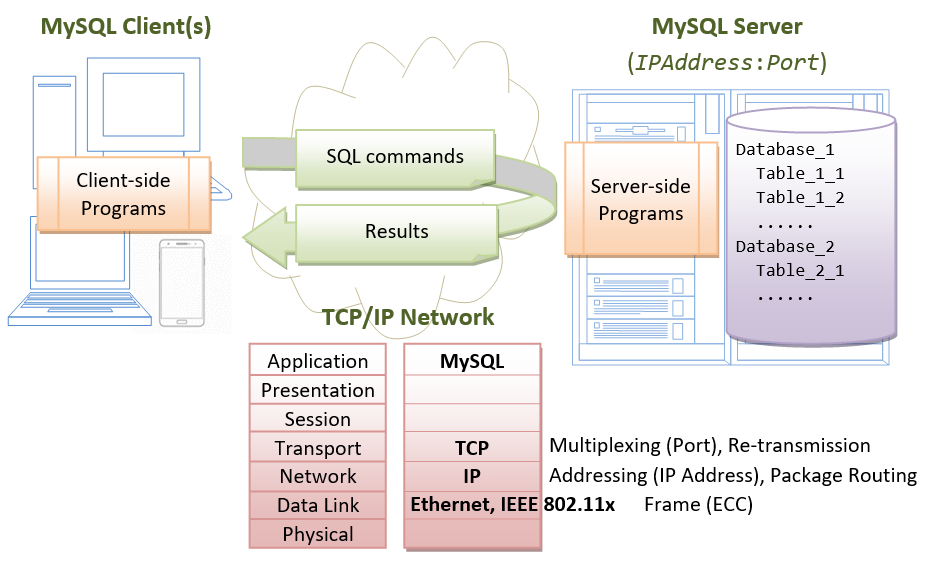 MySQL Client(s)
MySQL Server
(IPAddress:Port)
Client-side
Programs
SQL commands
Results
Server-side
Programs
Database_1
Table_1_1
Table_1_2
......
Database_2
Table_2_1
......
TCP/IP Network
Application MySQL
Presentation
Session
Transport TCP Multiplexing (Port), Re-transmission
Network IP Addressing (IP Address), Package Routing
Data Link Ethernet, IEEE 802.11x Frame (ECC)
Physical